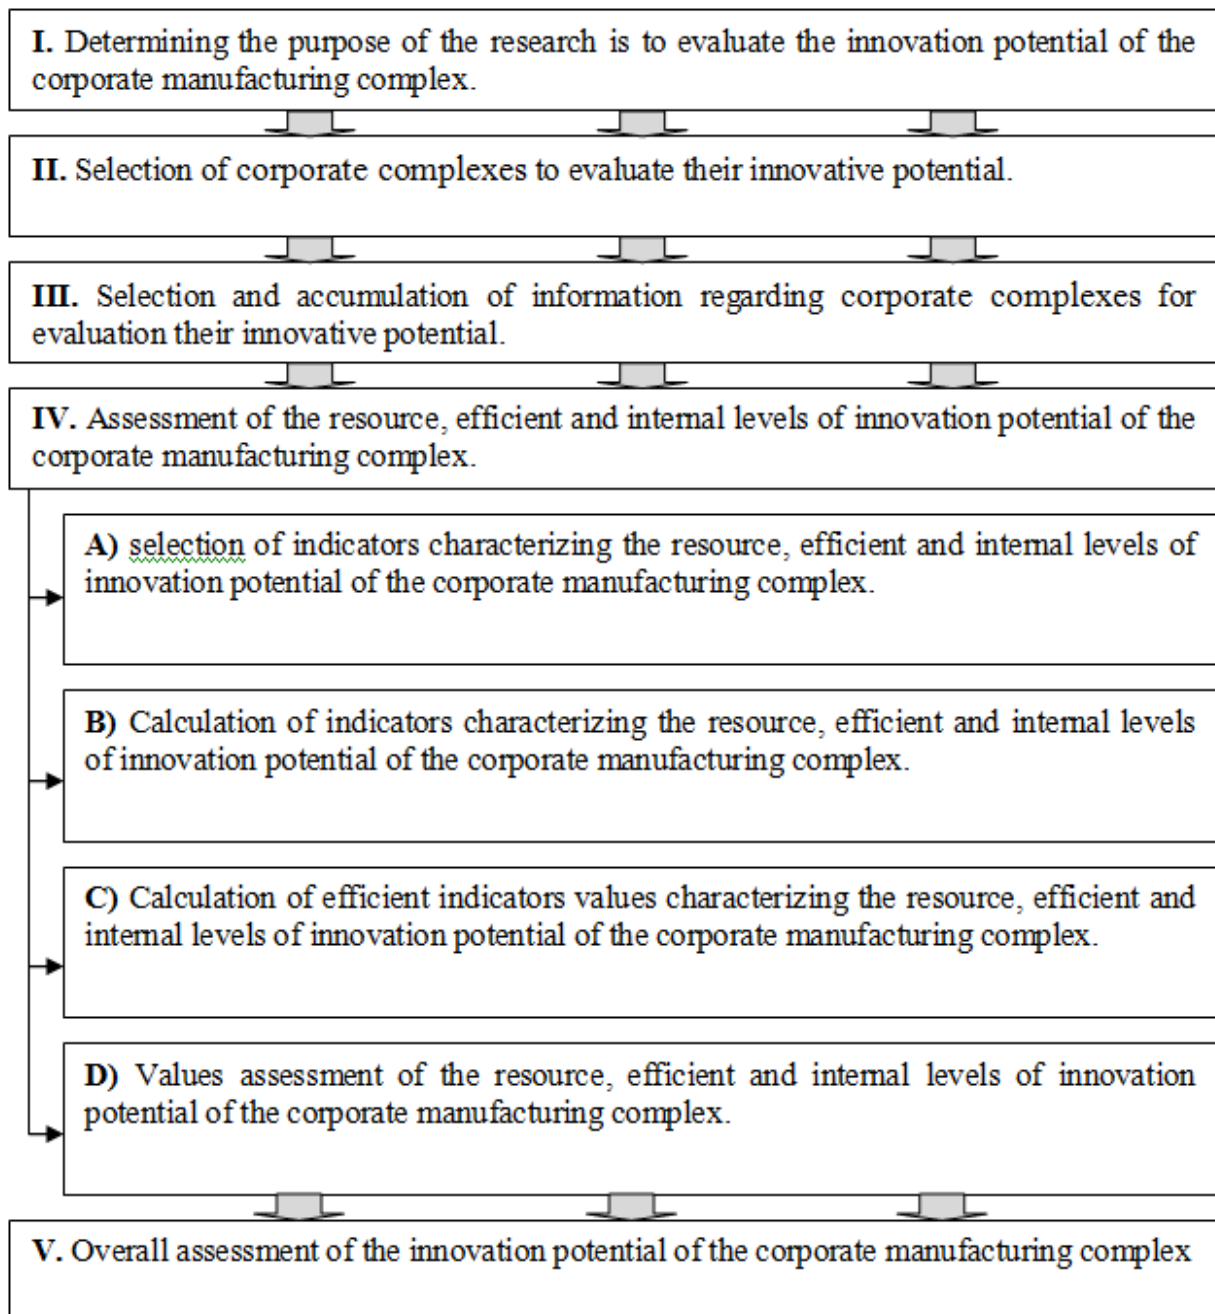 I. Determining the purpose of the research is to evaluate the innovation potential of the
corporate manufacturing complex.
II. Selection of corporate complexes to evaluate their innovative potential.
III. Selection and accumulation of information regarding corporate complexes for
evaluation their innovative potential.
IV. Assessment of the resource, efficient and internal levels of innovation potential of the
corporate manufacturing complex.
A) selection of indicators characterizing the resource, efficient and internal levels of
innovation potential of the corporate manufacturing complex.
B) Calculation of indicators characterizing the resource, efficient and internal levels
of innovation potential of the corporate manufacturing complex.
C) Calculation of efficient indicators values characterizing the resource, efficient and
internal levels of innovation potential of the corporate manufacturing complex.
D) Values assessment of the resource, efficient and internal levels of innovation
potential of the corporate manufacturing complex.
V. Overall assessment of the innovation potential of the corporate manufacturing complex